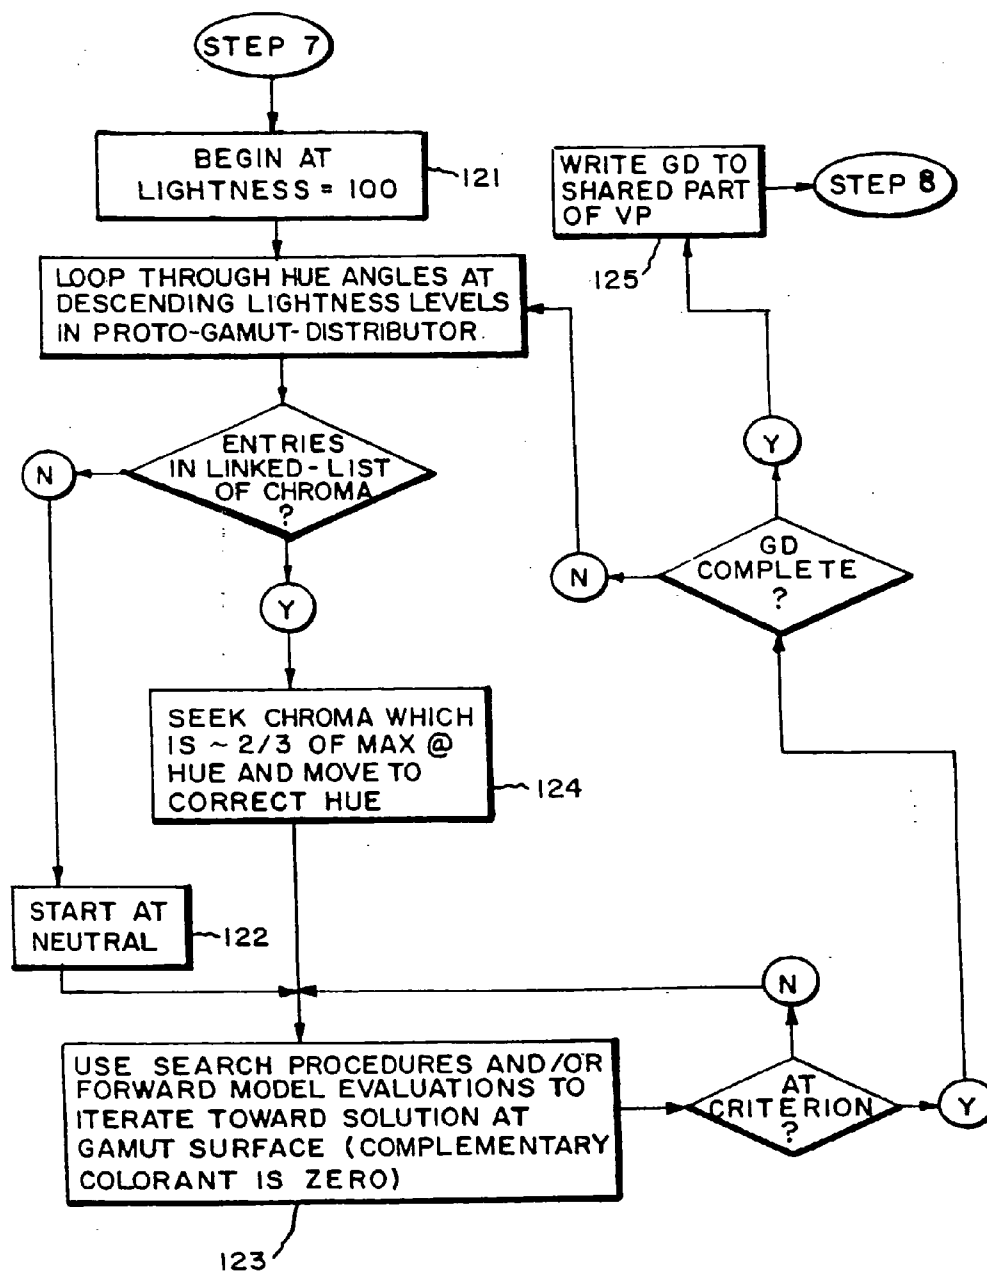 STEP 7
BEGIN AT
LIGHTNESS = 100
121
LOOP THROUGH HUE ANGLES AT
DESCENDING LIGHTNESS LEVELS
IN PROTO-GAMUT-DISTRIBUTOR.
ENTRIES
IN LINKED-LIST
OF CHROMA
?
N
Y
SEEK CHROMA WHICH
IS ~ 2/3 OF MAX @
HUE AND MOVE TO
CORRECT HUE
124
START AT
NEUTRAL
122
USE SEARCH PROCEDURES AND/OR
FORWARD MODEL EVALUATIONS TO
ITERATE TOWARD SOLUTION AT
GAMUT SURFACE (COMPLEMENTARY
COLORANT IS ZERO)
123
AT
CRITERION
?
N
Y
GD
COMPLETE
?
N
Y
WRITE GD TO
SHARED PART
OF VP
125
STEP 8